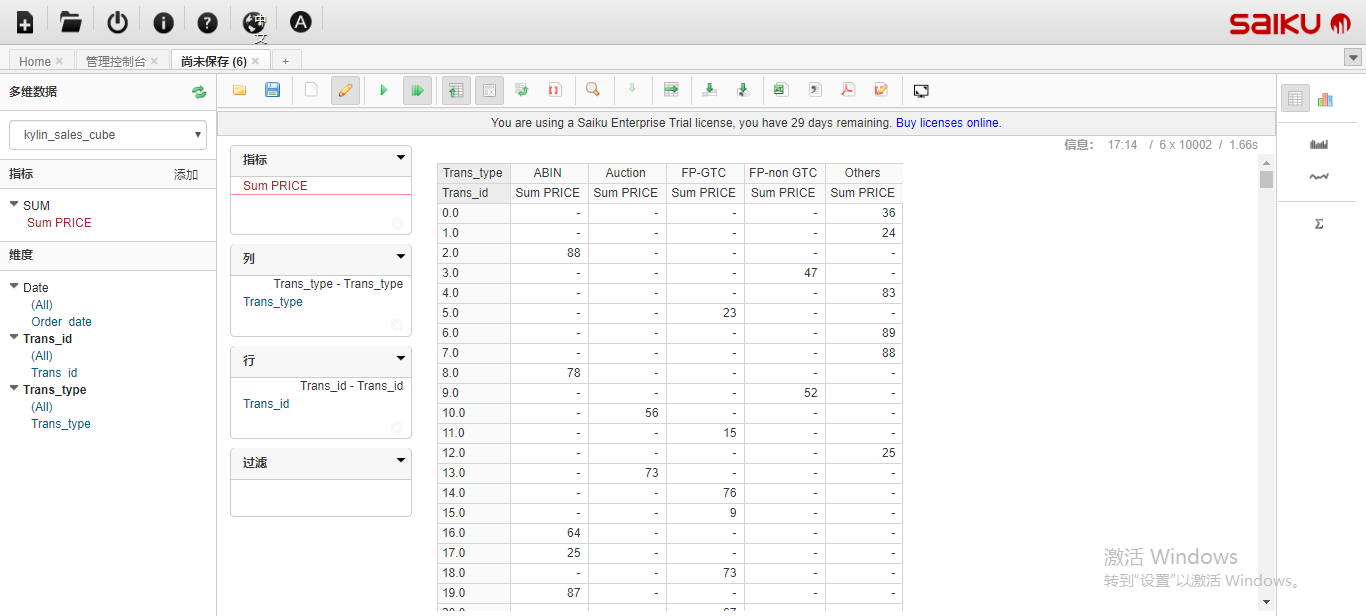 中
文
A
saiku
Home
管理控制台
尚未保存 (6)
+
多维数据
kylin_sales_cube
指标 添加
SUM
Sum PRICE
维度
Date
(All)
Order_date
Trans_id
(All)
Trans_id
Trans_type
(All)
Trans_type
You are using a Saiku Enterprise Trial license, you have 29 days remaining. Buy licenses online.
信息: 17:14 / 6 x 10002 / 1.66s
指标
Sum PRICE
列
Trans_type - Trans_type
Trans_type
行
Trans_id - Trans_id
Trans_id
过滤
Trans_type ABIN Auction FP-GTC FP-non GTC Others
Trans_id Sum PRICE Sum PRICE Sum PRICE Sum PRICE Sum PRICE
0.0 - - - - 36
1.0 - - - - 24
2.0 88 - - - -
3.0 - - - 47 -
4.0 - - - - 83
5.0 - - 23 - -
6.0 - - - - 89
7.0 - - - - 88
8.0 78 - - - -
9.0 - - - 52 -
10.0 - 56 - - -
11.0 - - 15 - -
12.0 - - - - 25
13.0 - 73 - - -
14.0 - - 76 - -
15.0 - - 9 - -
16.0 64 - - - -
17.0 25 - - - -
18.0 - - 73 - -
19.0 87 - - - -
20.0 - - 67 - -
Σ
激活 Windows
转到"设置"以激活 Windows。